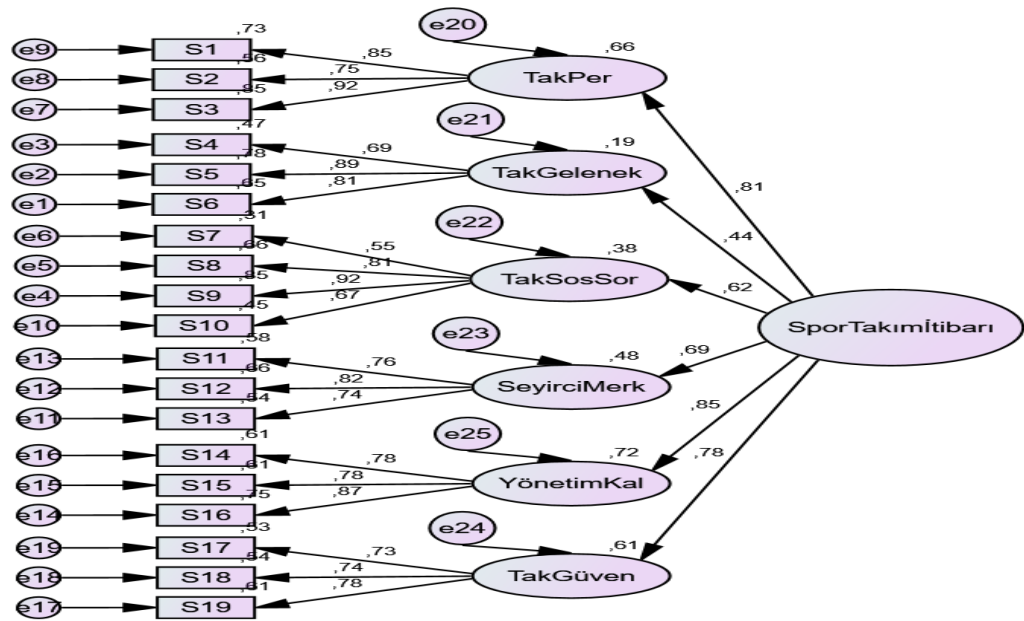 e20
,73
,66
e9 S1 ,85
,56
TakPer
e8 S2 ,75
,85
e7 S3 ,92
,47
e21
e3 S4 ,69
,19
,78
e2 S5 ,89
TakGelenek
,81
,65
e1 S6 ,81
,31
e22
,44
e6 S7 ,55
,38
,66
e5 S8 ,81
TakSosSor
,85
e4 S9 ,92
,62
,45
e10 S10 ,67
SporTakımİtibarı
,58
e23
e13 S11 ,76
,48
,69
,66
e12 S12 ,82
SeyirciMerk
,54
e11 S13 ,74
,85
,61
e25
e16 S14 ,78
,72
,78
,61
e15 S15 ,78
YönetimKal
,75
e14 S16 ,87
,53
e24
e19 S17 ,73
,61
,54
e18 S18 ,74
TakGüven
,61
e17 S19 ,78